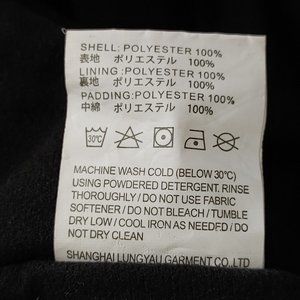 SHELL: POLYESTER 100%
表地 ポリエステル 100%
LINING :POLYESTER 100%
裏地 ポリエステル 100%
PADDING:POLYESTER 100%
中綿 ポリエステル 100%
30℃
MACHINE WASH COLD (BELOW 30℃)
USING POWDERED DETERGENT. RINSE
THOROUGHLY / DO NOT USE FABRIC
SOFTENER / DO NOT BLEACH / TUMBLE
DRY LOW / COOL IRON AS NEEDED / DO
NOT DRY CLEAN
SHANGHAI LUNGYAU GARMENT CO.,LTD